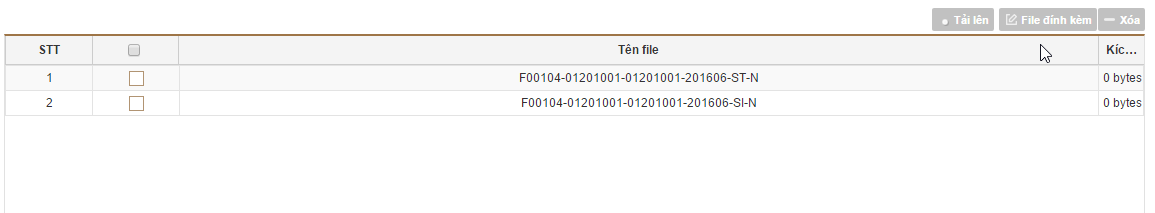 Tải lên File đính kèm Xóa
STT Tên file Kíc...
1 F00104-01201001-01201001-201606-ST-N 0 bytes
2 F00104-01201001-01201001-201606-SI-N 0 bytes